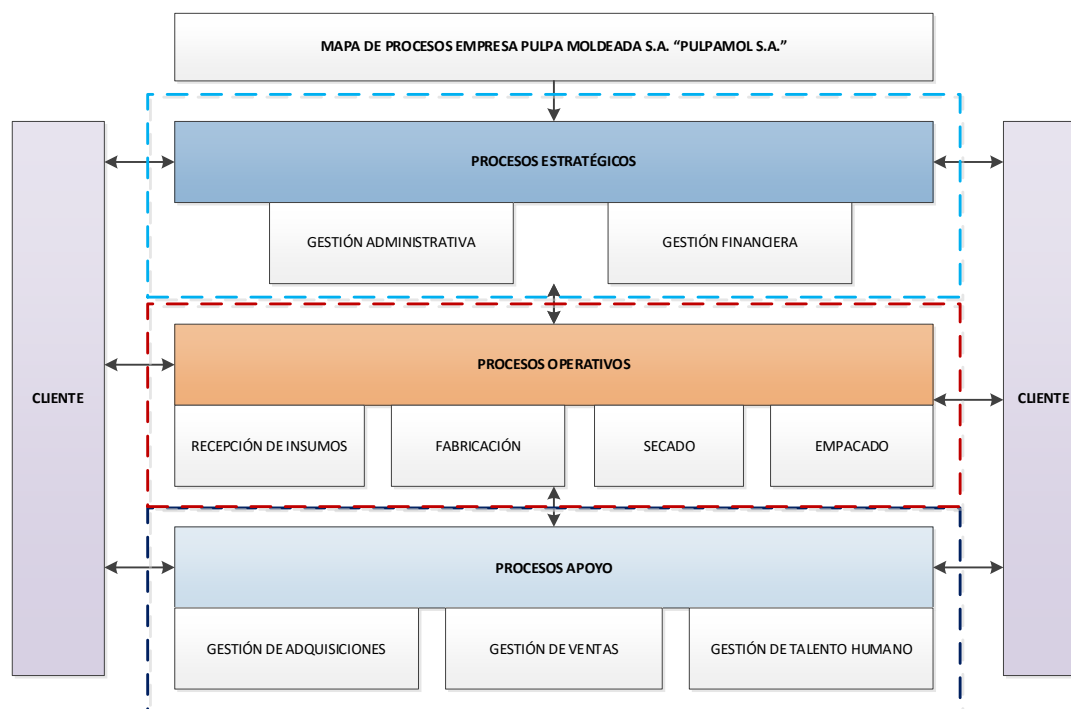 MAPA DE PROCESOS EMPRESA PULPA MOLDEADA S.A. “PULPAMOL S.A.”
PROCESOS ESTRATÉGICOS
GESTIÓN ADMINISTRATIVA
GESTIÓN FINANCIERA
PROCESOS OPERATIVOS
CLIENTE
CLIENTE
RECEPCIÓN DE INSUMOS
FABRICACIÓN
SECADO
EMPACADO
PROCESOS APOYO
GESTIÓN DE ADQUISICIONES
GESTIÓN DE VENTAS
GESTIÓN DE TALENTO HUMANO